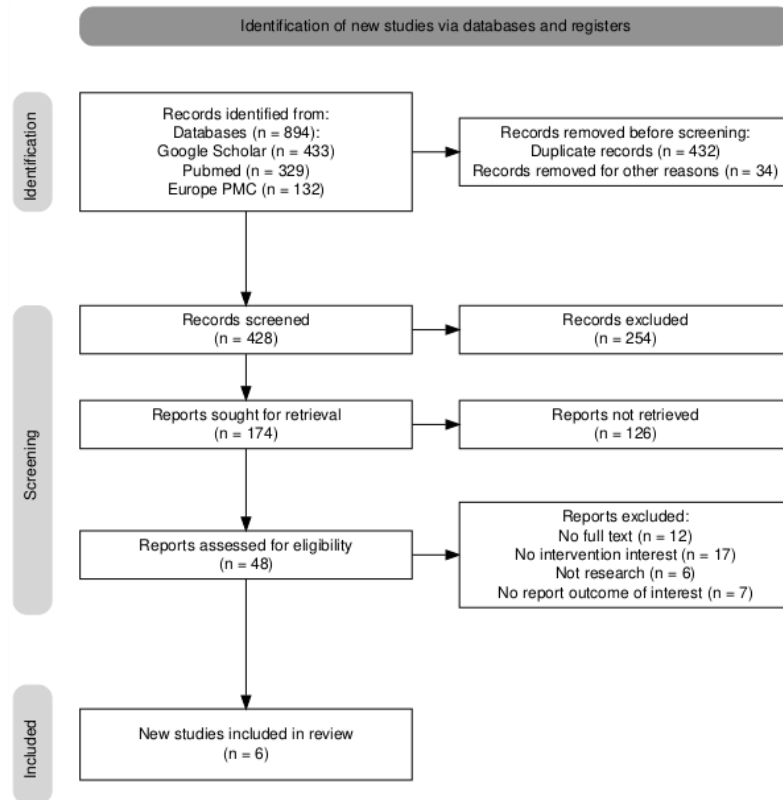 Identification of new studies via databases and registers
Identification
Records identified from:
Databases (n = 894):
Google Scholar (n = 433)
Pubmed (n = 329)
Europe PMC (n = 132)
Records removed before screening:
Duplicate records (n = 432)
Records removed for other reasons (n = 34)
Screening
Records screened
(n = 428)
Records excluded
(n = 254)
Reports sought for retrieval
(n = 174)
Reports not retrieved
(n = 126)
Reports assessed for eligibility
(n = 48)
Reports excluded:
No full text (n = 12)
No intervention interest (n = 17)
Not research (n = 6)
No report outcome of interest (n = 7)
Included
New studies included in review
(n = 6)